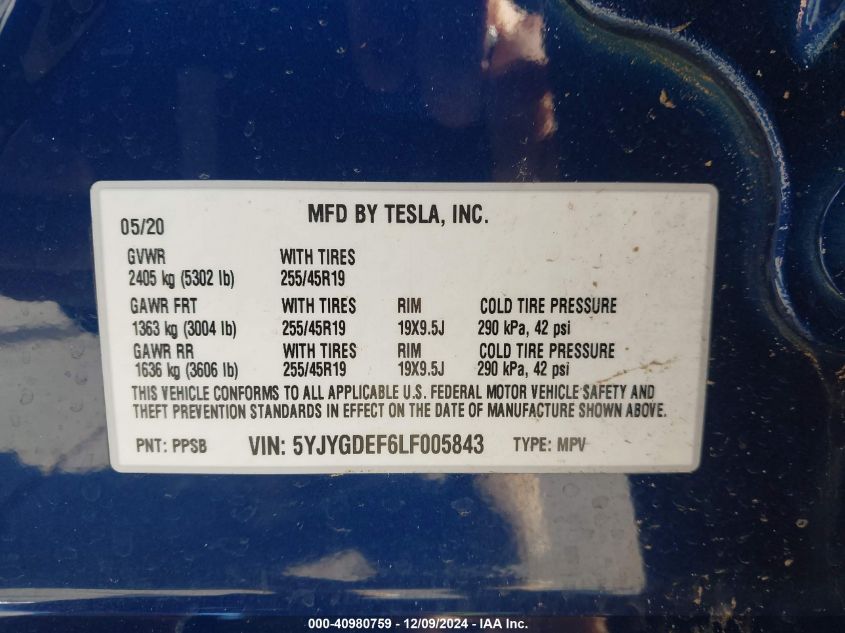 MFD BY TESLA, INC.
05/20
GVWR WITH TIRES
2405 kg (5302 lb) 255/45R19
GAWR FRT WITH TIRES RIM COLD TIRE PRESSURE
1363 kg (3004 lb) 255/45R19 19X9.5J 290 kPa, 42 psi
GAWR RR WITH TIRES RIM COLD TIRE PRESSURE
1636 kg (3606 lb) 255/45R19 19X9.5J 290 kPa, 42 psi
THIS VEHICLE CONFORMS TO ALL APPLICABLE U.S. FEDERAL MOTOR VEHICLE SAFETY AND
THEFT PREVENTION STANDARDS IN EFFECT ON THE DATE OF MANUFACTURE SHOWN ABOVE.
PNT: PPSB VIN: 5YJYGDEF6LF005843 TYPE: MPV
000-40980759 - 12/09/2024 - IAA Inc.